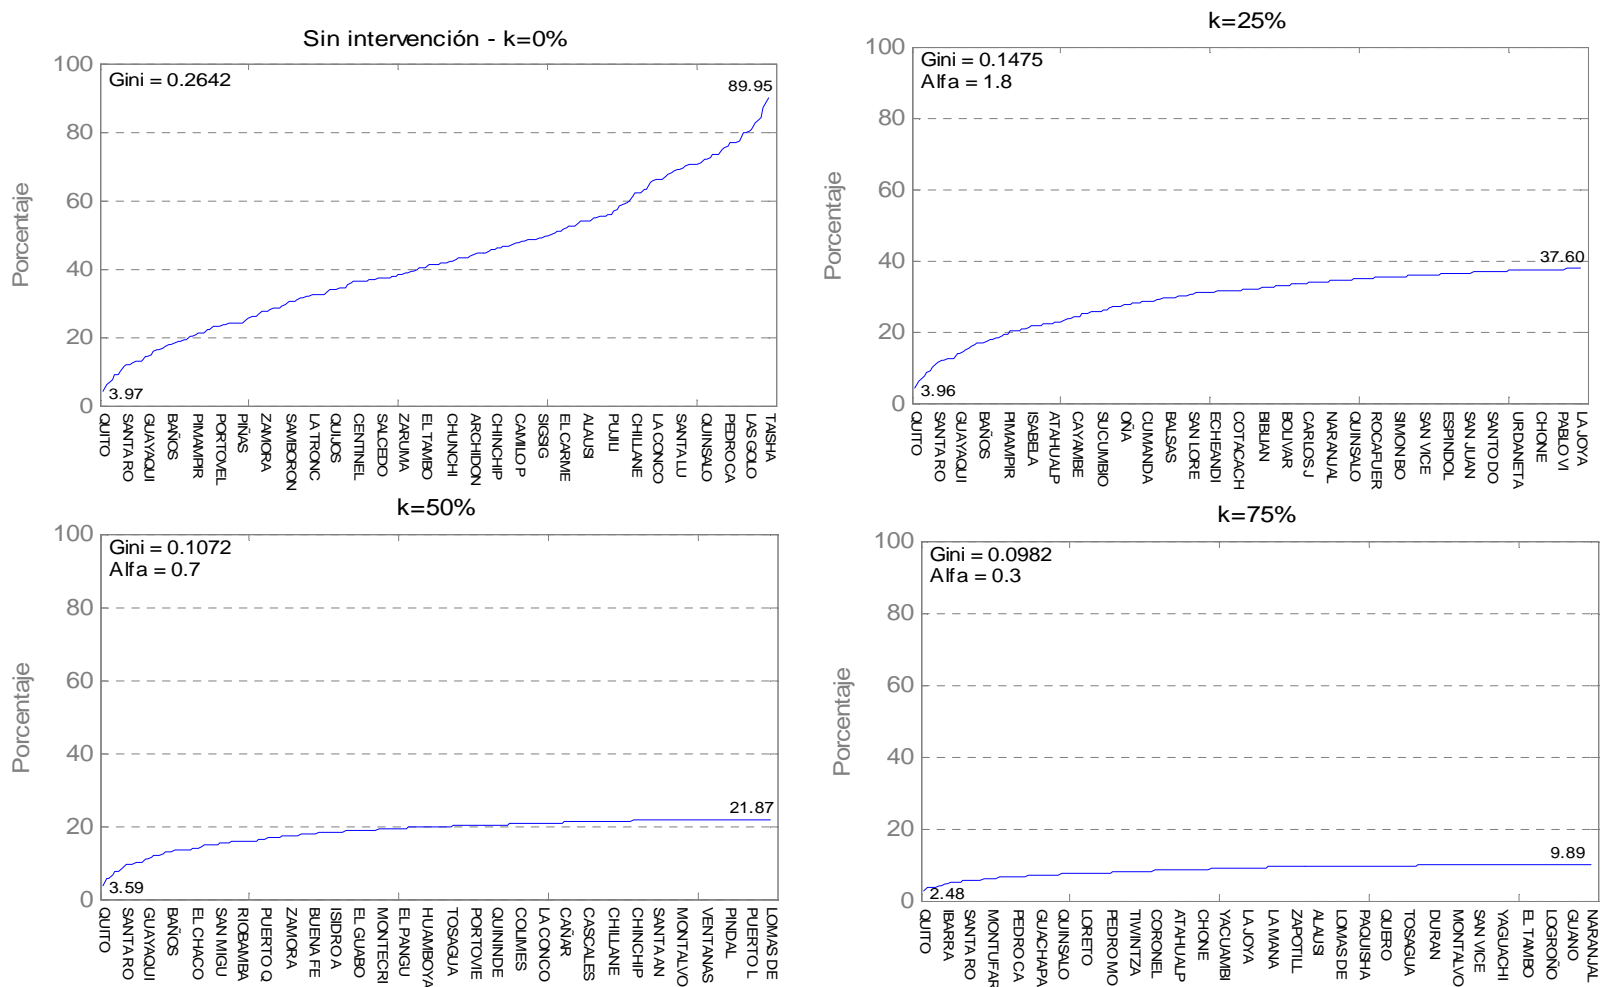 Sin intervención - k=0%
Gini = 0.2642
89.95
Porcentaje
100
80
60
40
20
0
3.97
QUITO
SANTA RO
GUAYAQUI
BAÑOS
PIMAMPIR
PORTOVEL
PIÑAS
ZAMORA
SAMBORON
LA TRONC
QUIJOS
CENTINEL
SALCEDO
ZARUMA
EL TAMBO
CHUNCHI
ARCHIDON
CHINCHIP
CAMILO P
SIGSIG
EL CARME
ALAUSI
PUJILI
CHILLANE
LA CONCO
SANTA LU
QUINSALO
PEDRO CA
LAS GOLO
TAISHA
k=25%
Gini = 0.1475
Alfa = 1.8
37.60
Porcentaje
100
80
60
40
20
0
3.96
QUITO
SANTA RO
GUAYAQUI
BAÑOS
PIMAMPIR
ISABELA
ATAHUALP
CAYAMBE
SUCUMBIO
OÑA
CUMANDA
BALSAS
SAN LORE
ECHEANDI
COTACACH
BIBLIAN
BOLIVAR
CARLOS J
NARANJAL
QUINSALO
ROCAFUER
SIMON BO
SAN VICE
ESPINDOL
SAN JUAN
SANTO DO
URDANETA
CHONE
PABLO VI
LA JOYA
k=50%
Gini = 0.1072
Alfa = 0.7
21.87
Porcentaje
100
80
60
40
20
0
3.59
QUITO
SANTA RO
GUAYAQUI
BAÑOS
EL CHACO
SAN MIGU
RIOBAMBA
PUERTO Q
ZAMORA
BUENA FE
ISIDRO A
EL GUABO
MONTECRI
EL PANGU
HUAMBOYA
TOSAGUA
PORTOVIE
QUININDE
COLIMES
LA CONCO
CAÑAR
CASCALES
CHILLANE
CHINCHIP
SANTA AN
MONTALVO
VENTANAS
PINDAL
PUERTO L
LOMAS DE
k=75%
Gini = 0.0982
Alfa = 0.3
9.89
Porcentaje
100
80
60
40
20
0
2.48
QUITO
IBARRA
SANTA RO
MONTUFAR
PEDRO CA
GUACHAPA
QUINSALO
LORETO
PEDRO MO
TIWINTZA
CORONEL
ATAHUALP
CHONE
YACUAMBI
LA JOYA
LA MANA
ZAPOTILL
ALAUSI
LOMAS DE
PAQUISHA
QUERO
TOSAGUA
DURAN
MONTALVO
SAN VICE
YAGUACHI
EL TAMBO
LOGROÑO
GUANO
NARANJAL